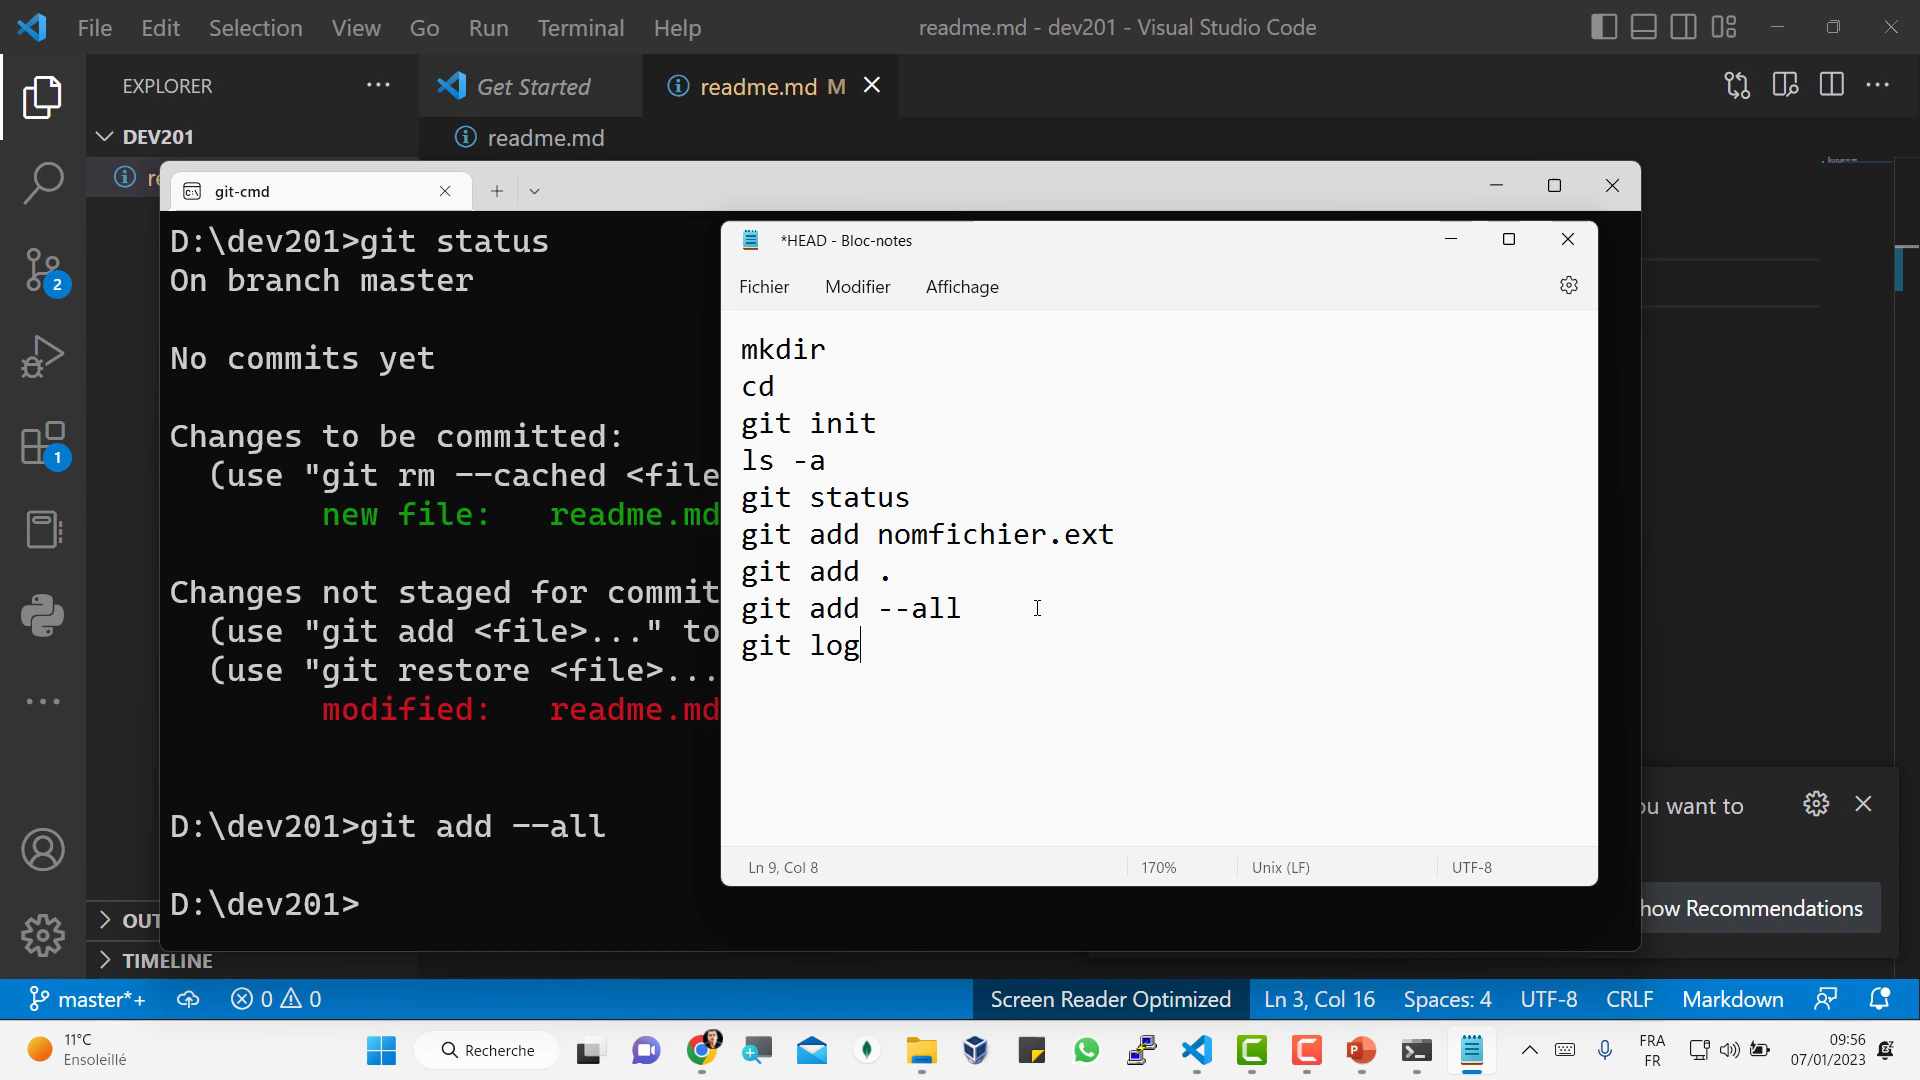 File Edit Selection View Go Run Terminal Help
readme.md - dev201 - Visual Studio Code
EXPLORER
Get Started
readme.md M
DEV201
readme.md
git-cmd
D:\dev201>git status
On branch master
No commits yet
Changes to be committed:
(use "git rm --cached <file
new file: readme.md
Changes not staged for commit
(use "git add <file>..." to
(use "git restore <file>...
modified: readme.md
D:\dev201>git add --all
D:\dev201>
*HEAD - Bloc-notes
Fichier Modifier Affichage
mkdir
cd
git init
ls -a
git status
git add nomfichier.ext
git add .
git add --all
git log
Ln 9, Col 8
170%
Unix (LF)
UTF-8
2
1
ou want to
how Recommendations
OUT
TIMELINE
master*+
0
0
Screen Reader Optimized
Ln 3, Col 16
Spaces: 4
UTF-8
CRLF
Markdown
11°C
Ensoleillé
Recherche
FRA
FR
09:56
07/01/2023